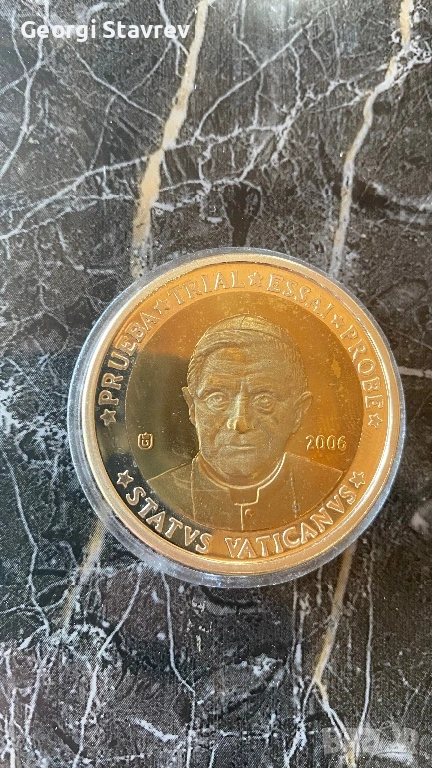 Georgi Stavrev
★PRUEBA★TRIAL★ESSAI★PROBE★
2006
★STATVS VATICANVS★